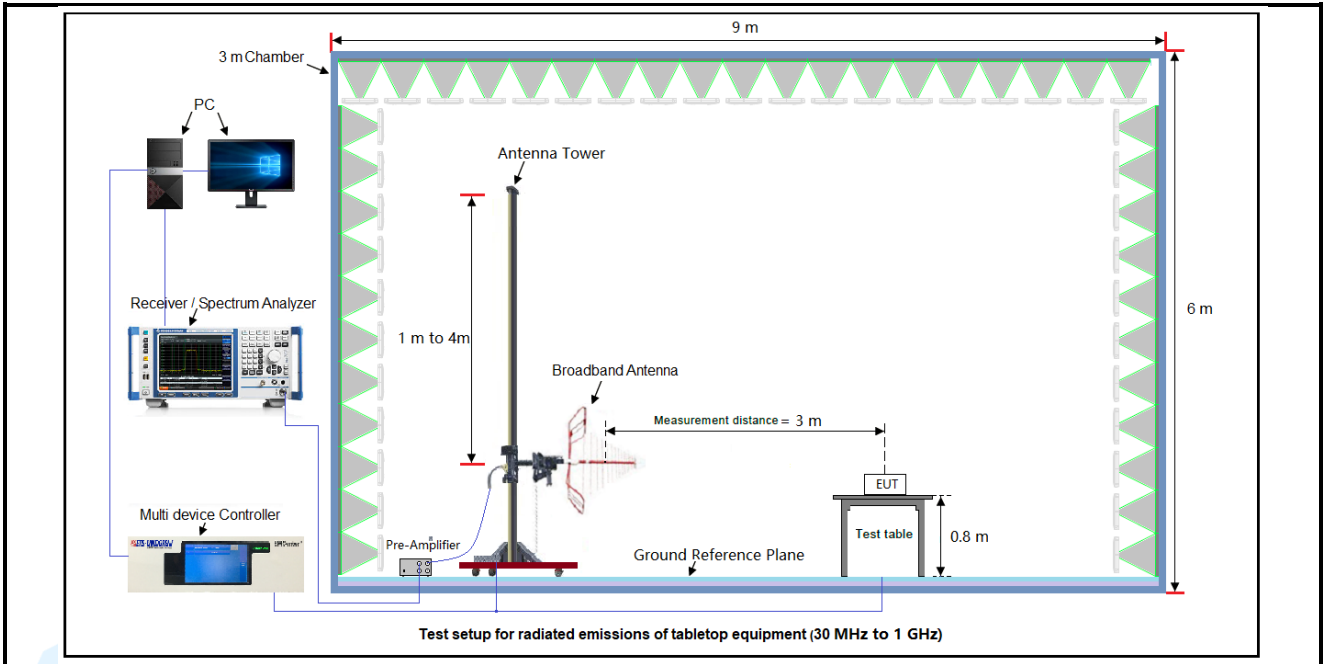 9 m
3 m Chamber
PC
Antenna Tower
Receiver / Spectrum Analyzer
1 m to 4m
6 m
Broadband Antenna
Measurement distance = 3 m
EUT
Multi device Controller
Pre-Amplifier
Test table
0.8 m
Ground Reference Plane
Test setup for radiated emissions of tabletop equipment (30 MHz to 1 GHz)